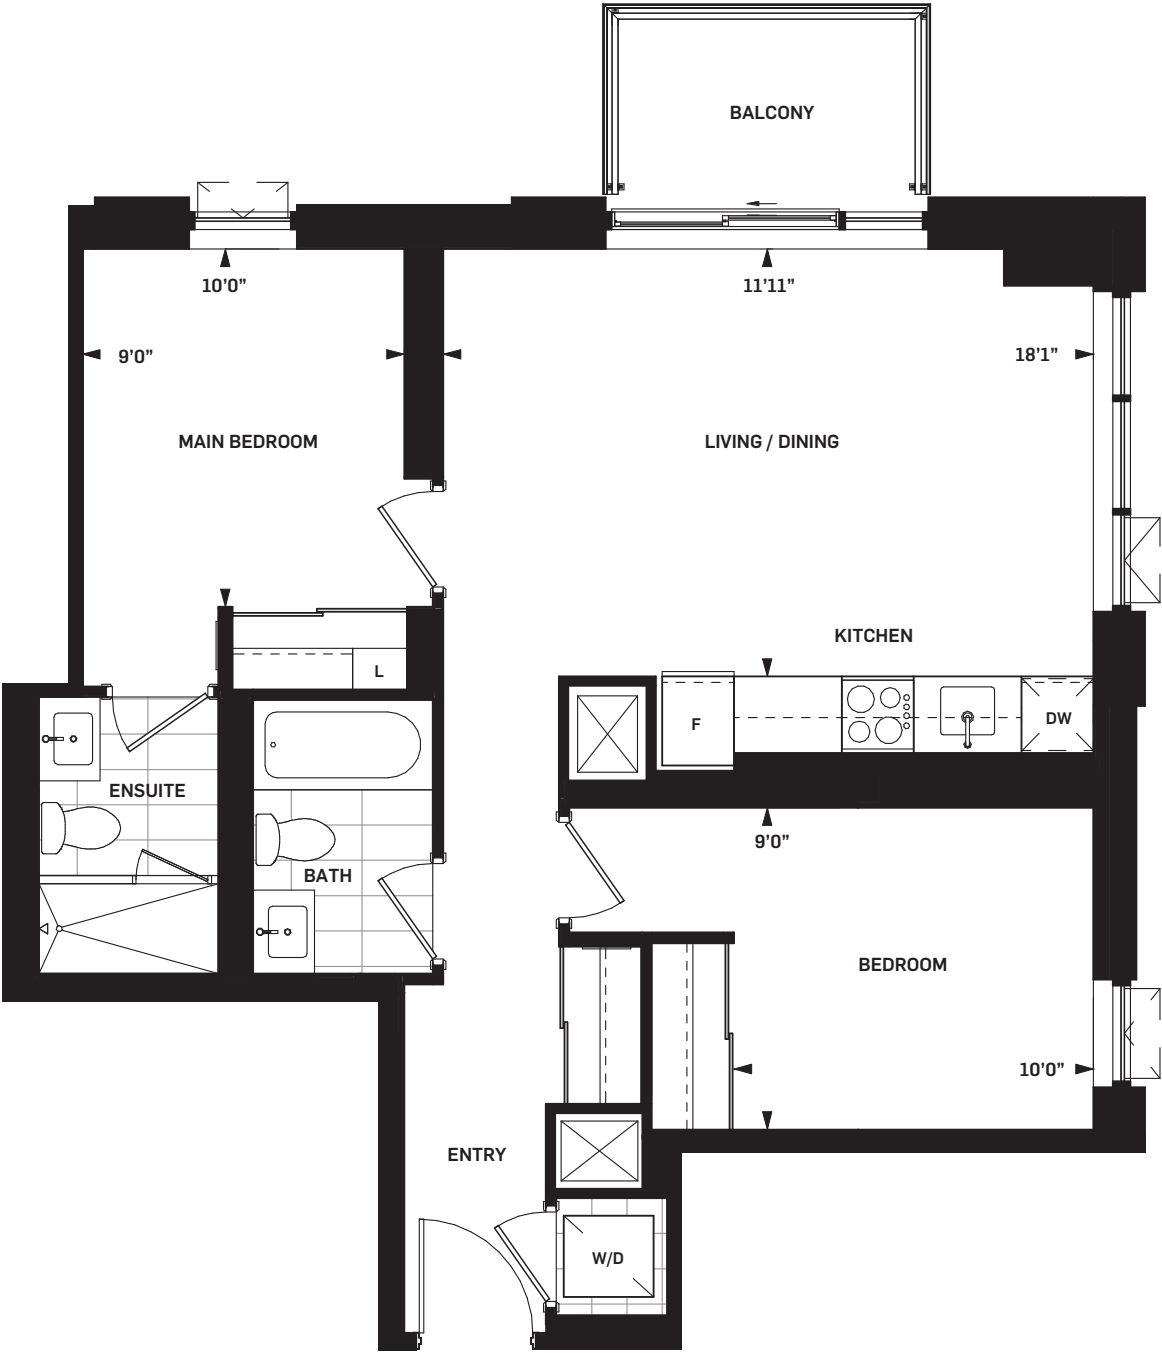 BALCONY
10’0”
11’11”
9’0”
18’1”
MAIN BEDROOM
LIVING / DINING
KITCHEN
L
F
DW
ENSUITE
9’0”
BATH
BEDROOM
10’0”
ENTRY
W/D